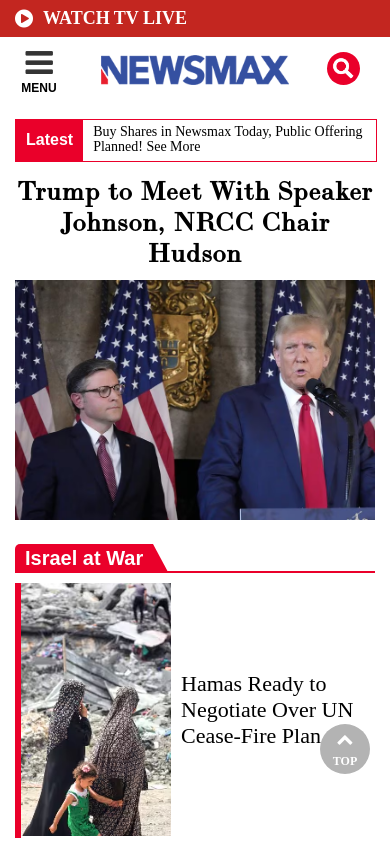 WATCH TV LIVE
MENU
NEWSMAX
Latest
Buy Shares in Newsmax Today, Public Offering
Planned! See More
Trump to Meet With Speaker
Johnson, NRCC Chair
Hudson
Israel at War
Hamas Ready to
Negotiate Over UN
Cease-Fire Plan
TOP